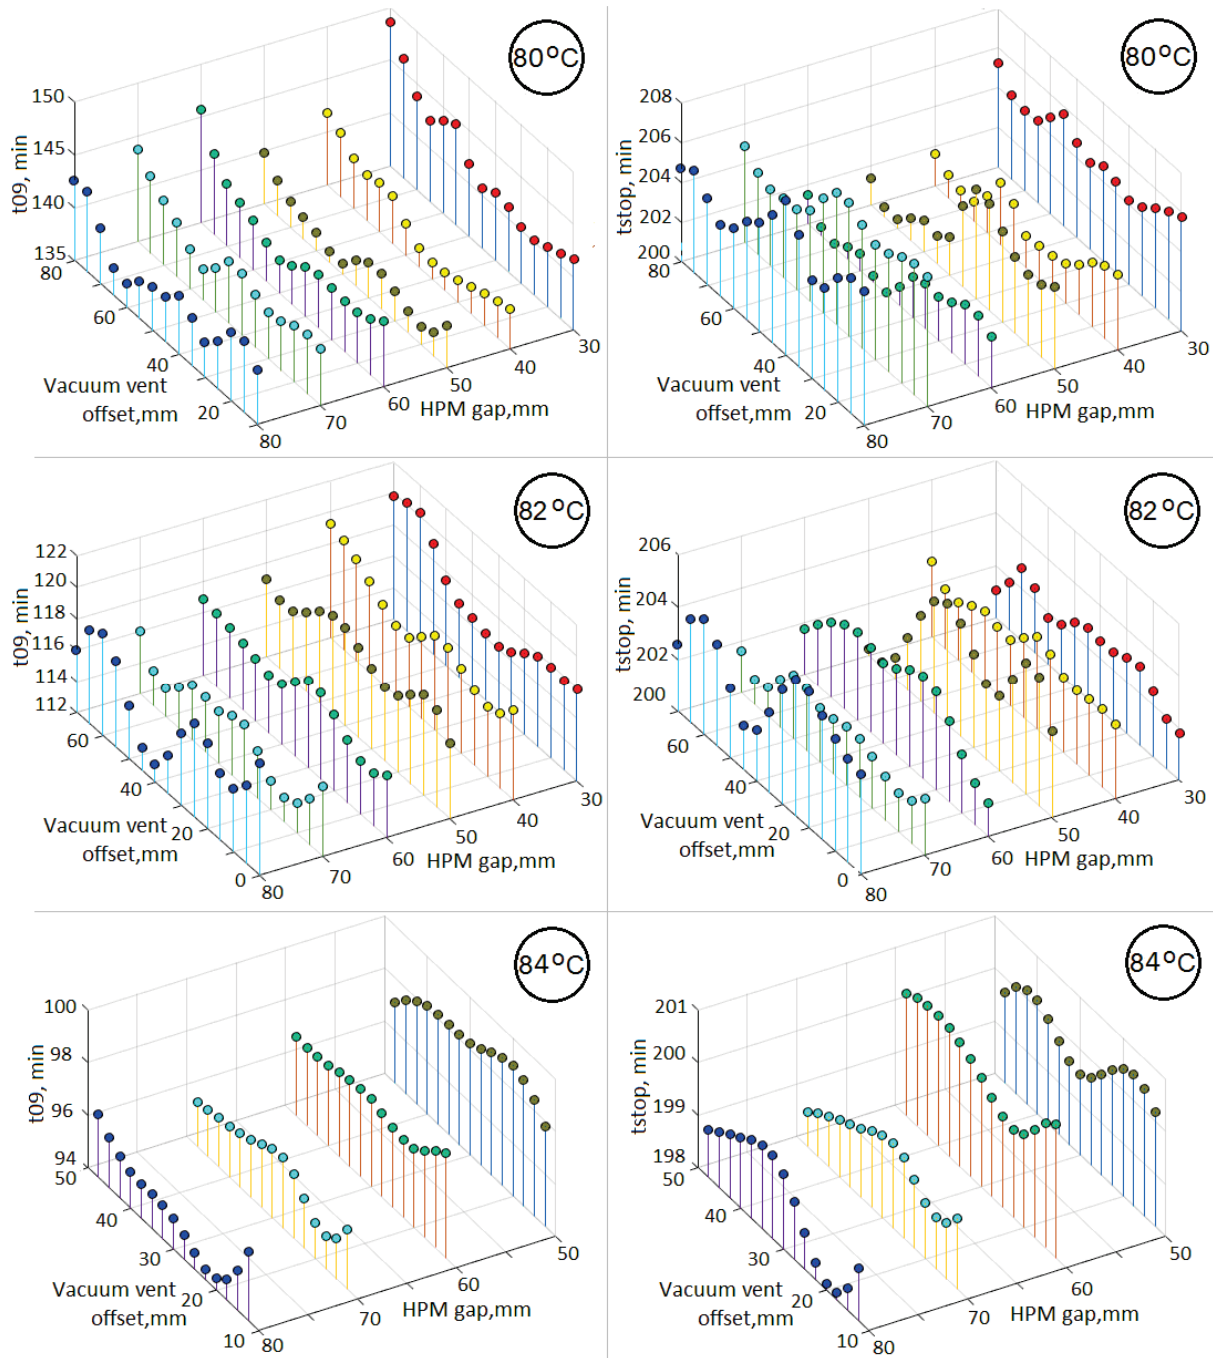 80°C
t09, min
150
145
140
135
80
60
40
20
Vacuum vent
offset,mm
80
70
60
50
40
30
HPM gap,mm
80°C
tstop, min
208
206
204
202
200
80
60
40
20
Vacuum vent
offset,mm
80
70
60
50
40
30
HPM gap,mm
82°C
t09, min
122
120
118
116
114
112
60
40
20
0
Vacuum vent
offset,mm
80
70
60
50
40
30
HPM gap,mm
82°C
tstop, min
206
204
202
200
60
40
20
0
Vacuum vent
offset,mm
80
70
60
50
40
30
HPM gap,mm
84°C
t09, min
100
98
96
94
50
40
30
20
10
Vacuum vent
offset,mm
80
70
60
50
HPM gap,mm
84°C
tstop, min
201
200
199
198
50
40
30
20
10
Vacuum vent
offset,mm
80
70
60
50
HPM gap,mm